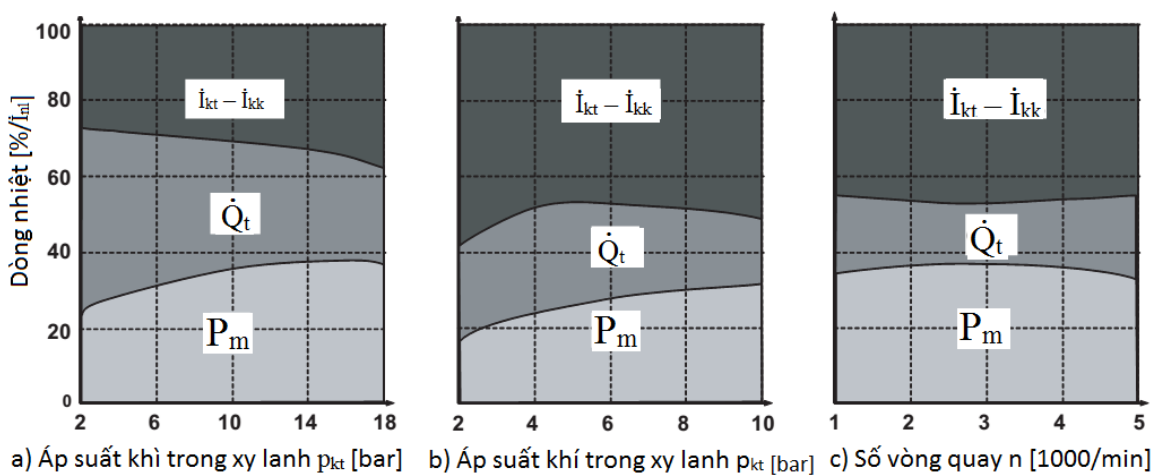 Dòng nhiệt [%/İnl]
100
80
60
40
20
0
İkt – İkk
Q̇t
Pm
2 6 10 14 18
a) Áp suất khì trong xy lanh pkt [bar]
İkt – İkk
Q̇t
Pm
2 4 6 8 10
b) Áp suất khí trong xy lanh pkt [bar]
İkt – İkk
Q̇t
Pm
1 2 3 4 5
c) Số vòng quay n [1000/min]